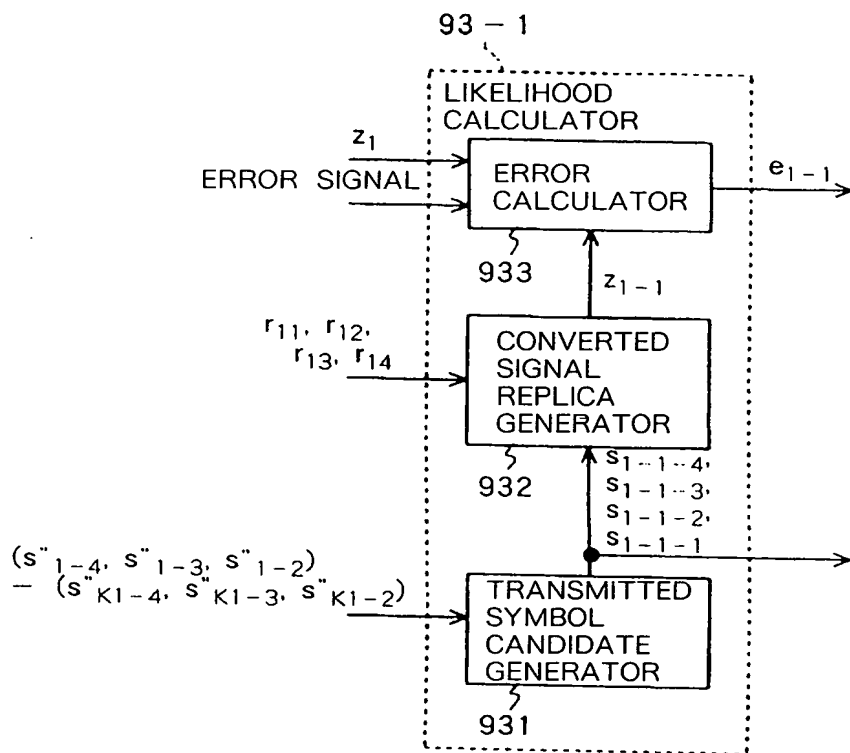 93-1
LIKELIHOOD
CALCULATOR
z₁
ERROR SIGNAL
ERROR
CALCULATOR
e₁₋₁
933
z₁₋₁
r₁₁, r₁₂,
r₁₃, r₁₄
CONVERTED
SIGNAL
REPLICA
GENERATOR
932
s₁₋₁₋₄,
s₁₋₁₋₃,
s₁₋₁₋₂,
s₁₋₁₋₁
(s"₁₋₄, s"₁₋₃, s"₁₋₂)
— (s"K1-4, s"K1-3, s"K1-2)
TRANSMITTED
SYMBOL
CANDIDATE
GENERATOR
931